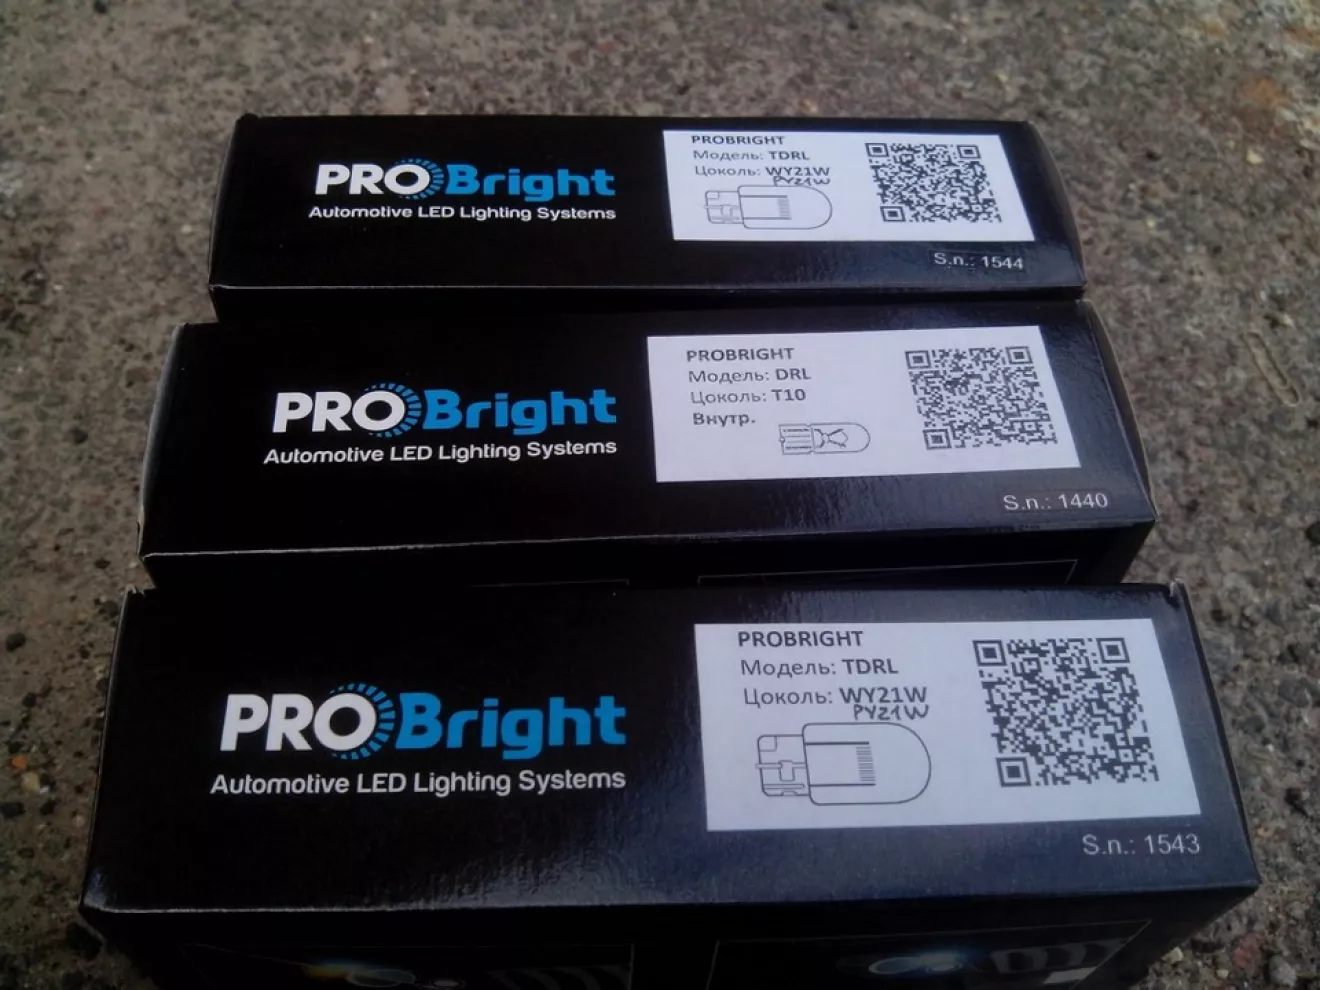 PROBright
Automotive LED Lighting Systems
PROBRIGHT
Модель: TDRL
Цоколь: WY21W
PY21W
S.n.: 1544
PROBright
Automotive LED Lighting Systems
PROBRIGHT
Модель: DRL
Цоколь: T10
Внутр.
S.n.: 1440
PROBright
Automotive LED Lighting Systems
PROBRIGHT
Модель: TDRL
Цоколь: WY21W
PY21W
S.n.: 1543